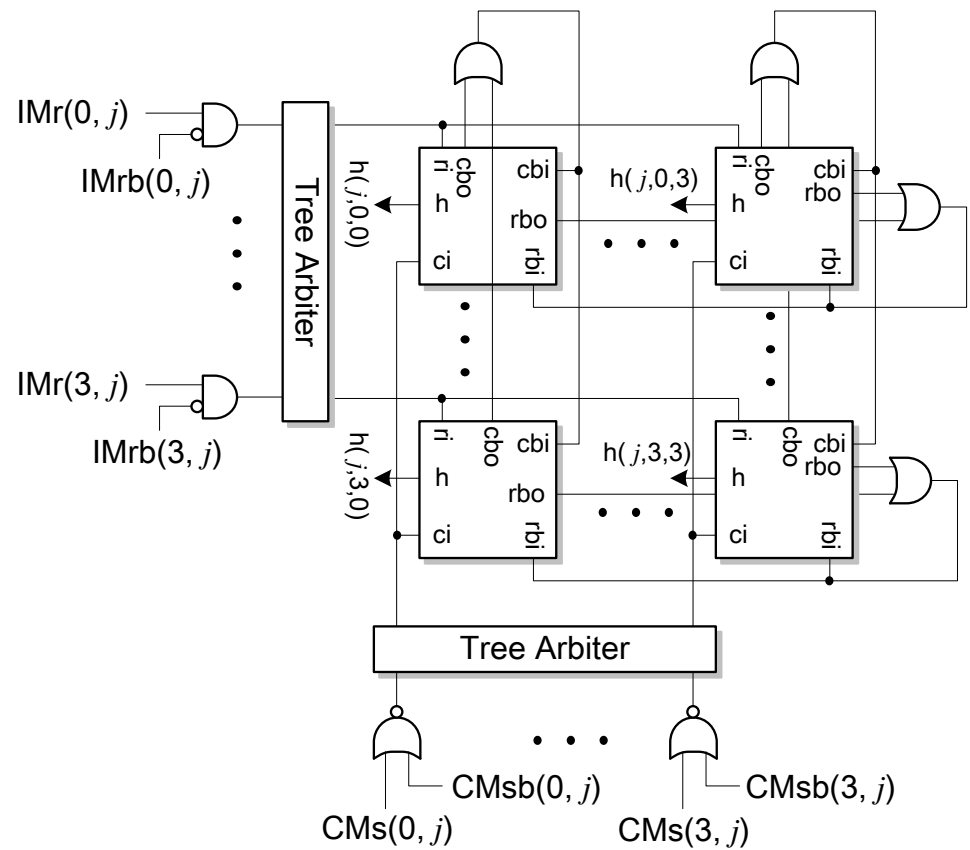 IMr(0, j)
IMrb(0, j)
Tree Arbiter
ri
cbo
cbi
h
rbo
ci
rbi
h( j,0,0)
ri
cbo
cbi
rbo
h
ci
rbi
h( j,0,3)
IMr(3, j)
IMrb(3, j)
ri
cbo
cbi
h
rbo
ci
rbi
h( j,3,0)
ri
cbo
cbi
rbo
h
ci
rbi
h( j,3,3)
Tree Arbiter
CMsb(0, j)
CMs(0, j)
CMsb(3, j)
CMs(3, j)